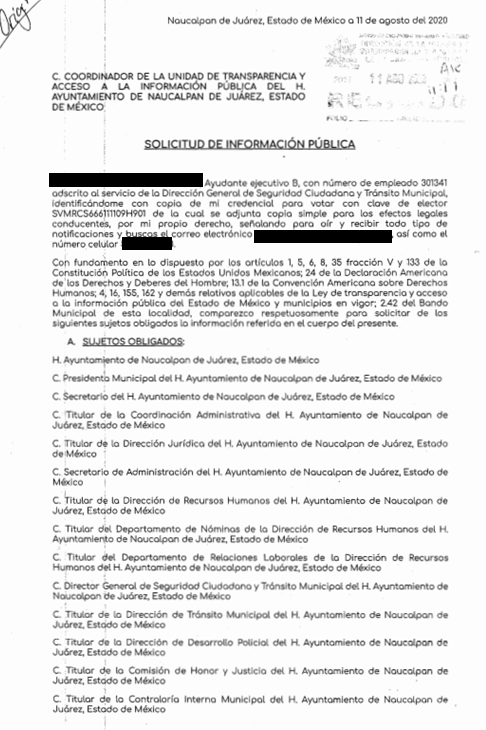 Naucalpan de Juárez, Estado de México a 11 de agosto del 2020
C. COORDINADOR DE LA UNIDAD DE TRANSPARENCIA Y
ACCESO A LA INFORMACIÓN PÚBLICA DEL H.
AYUNTAMIENTO DE NAUCALPAN DE JUÁREZ, ESTADO
DE MÉXICO
11 AGO
SOLICITUD DE INFORMACIÓN PÚBLICA
Ayudante ejecutivo B, con número de empleado 301341
adscrito al servicio de la Dirección General de Seguridad Ciudadana y Tránsito Municipal,
identificándome con copia de mi credencial para votar con clave de elector
SVMRCS666111109H901 de la cual se adjunta copia simple para los efectos legales
conducentes, por mi propio derecho, señalando para oír y recibir todo tipo de
notificaciones y buscas el correo electrónico , así como el
número celular .
Con fundamento en lo dispuesto por los artículos 1, 5, 6, 8, 35 fracción V y 133 de la
Constitución Política de los Estados Unidos Mexicanos; 24 de la Declaración Americana
de los Derechos y Deberes del Hombre; 13.1 de la Convención Americana sobre Derechos
Humanos; 4, 16, 155, 162 y demás relativos aplicables de la Ley de transparencia y acceso
a la información pública del Estado de México y municipios en vigor; 2.42 del Bando
Municipal de esta localidad, comparezco respetuosamente para solicitar de los
siguientes sujetos obligados la información referida en el cuerpo del presente.
A. SUJETOS OBLIGADOS:
H. Ayuntamiento de Naucalpan de Juárez, Estado de México
C. Presidenta Municipal del H. Ayuntamiento de Naucalpan de Juárez, Estado de México
C. Secretario del H. Ayuntamiento de Naucalpan de Juárez, Estado de México
C. Titular de la Coordinación Administrativa del H. Ayuntamiento de Naucalpan de
Juárez, Estado de México
C. Titular de la Dirección Jurídica del H. Ayuntamiento de Naucalpan de Juárez, Estado
de México
C. Secretario de Administración del H. Ayuntamiento de Naucalpan de Juárez, Estado de
México
C. Titular de la Dirección de Recursos Humanos del H. Ayuntamiento de Naucalpan de
Juárez, Estado de México
C. Titular del Departamento de Nóminas de la Dirección de Recursos Humanos del H.
Ayuntamiento de Naucalpan de Juárez, Estado de México
C. Titular del Departamento de Relaciones Laborales de la Dirección de Recursos
Humanos del H. Ayuntamiento de Naucalpan de Juárez, Estado de México
C. Director General de Seguridad Ciudadana y Tránsito Municipal del H. Ayuntamiento de
Naucalpan de Juárez, Estado de México
C. Titular de la Dirección de Tránsito Municipal del H. Ayuntamiento de Naucalpan de
Juárez, Estado de México
C. Titular de la Dirección de Desarrollo Policial del H. Ayuntamiento de Naucalpan de
Juárez, Estado de México
C. Titular de la Comisión de Honor y Justicia del H. Ayuntamiento de Naucalpan de
Juárez, Estado de México
C. Titular de la Contraloría Interna Municipal del H. Ayuntamiento de Naucalpan de
Juárez, Estado de México